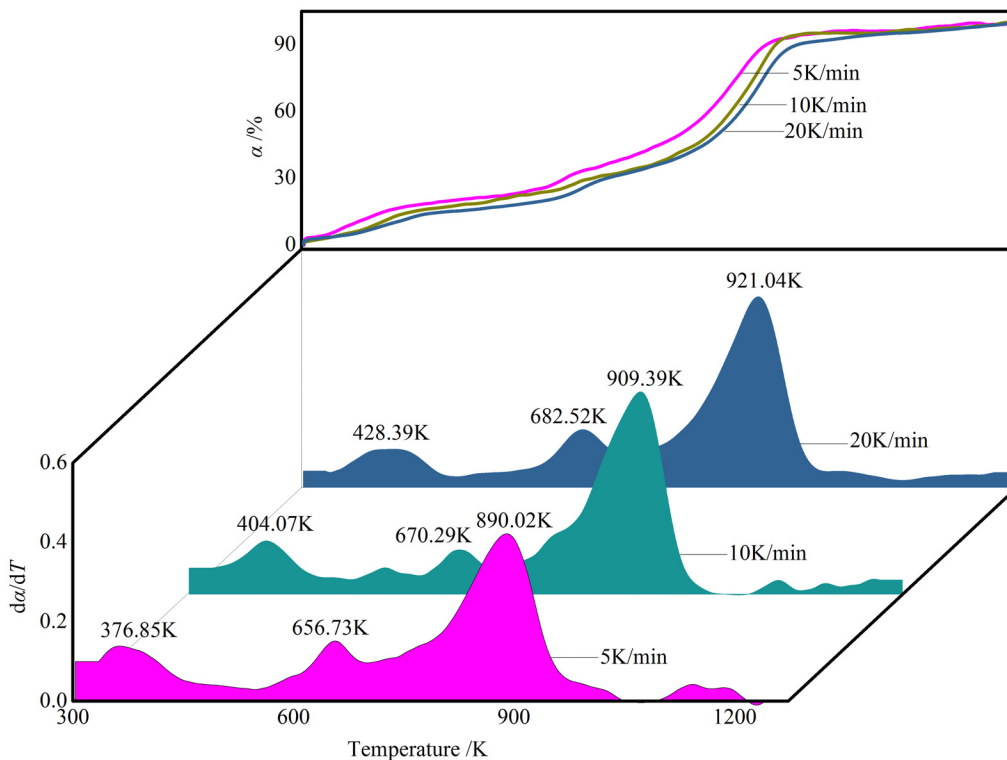 90
60
30
0
α /%
5K/min
10K/min
20K/min
921.04K
682.52K
428.39K
20K/min
909.39K
670.29K
404.07K
10K/min
890.02K
656.73K
376.85K
5K/min
0.6
0.4
0.2
0.0
dα/dT
300
600
900
1200
Temperature /K